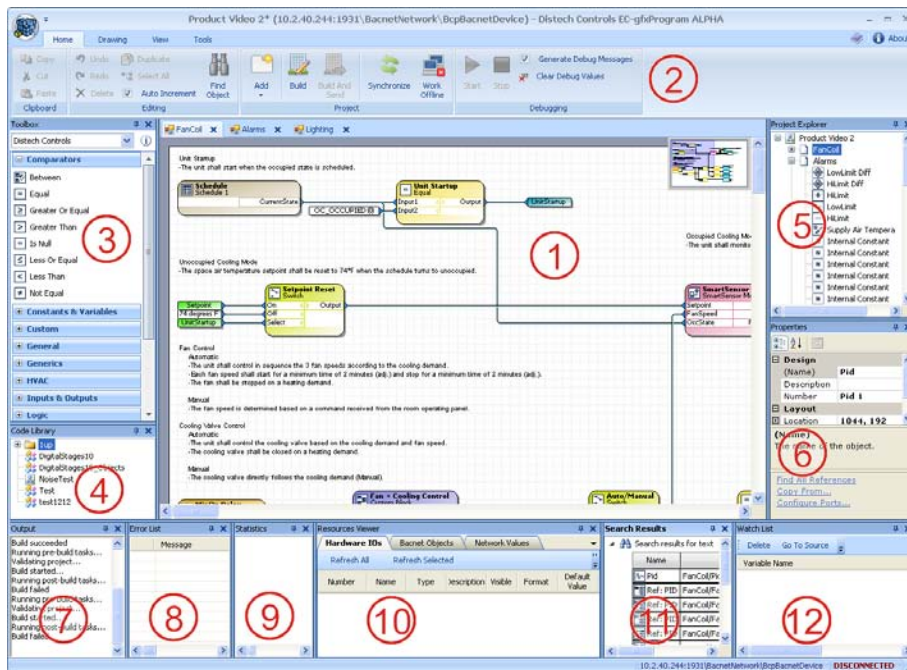 Product Video 2* (10.2.40.244:1931\BacnetNetwork\BcpBacnetDevice) - Distech Controls EC-gfxProgram ALPHA
Home Drawing View Tools
Abou
Copy Undo Duplicate
Cut Redo Select All
Paste Delete Auto Increment
Find Object
Add Build Build And Send Synchronize Work Offline
Start Stop Generate Debug Messages
Clear Debug Values
Clipboard Editing Project Debugging
2
Toolbox
Distech Controls
Comparators
Between
Equal
Greater Or Equal
Greater Than
Is Null
Less Or Equal
Less Than
Not Equal
Constants & Variables
Custom
General
Generics
HVAC
Inputs & Outputs
Logic
3
Code Library
1up
DigitalStages10
NoiseTest
Test
test1212
4
FanCoil Alarms Lighting
Unit Startup
-The unit shall start when the occupied state is scheduled.
Schedule
Schedule 1
CurrentState
OC_OCCUPIED
Unit Startup
Equal
Input1 Output
Input2
UnitStartup
1
Occupied Cooling Mo
-The unit shall monito
Unoccupied Cooling Mode
-The space air temperature setpoint shall be reset to 74°F when the schedule turns to unoccupied.
Setpoint Reset
Switch
Setpoint On Output
74 degrees F Off
UnitStartup Select
SmartSensor
SmartSensor Mo
Setpoint
FanSpeed
OccState
Fan Control
Automatic
-The unit shall control in sequence the 3 fan speeds according to the cooling demand.
-Each fan speed shall start for a minimum time of 2 minutes (adj.) and stop for a minimum time of 2 minutes (adj.).
-The fan shall be stopped on a heating demand.
Manual
-The fan speed is determined based on a command received from the room operating panel.
Cooling Valve Control
Automatic
-The unit shall control the cooling valve based on the cooling demand and fan speed.
-The cooling valve shall be closed on a heating demand.
Manual
-The cooling valve directly follows the cooling demand (Manual).
Fan + Cooling Control
Auto/Manual
Switch
Project Explorer
Product Video 2
FanCoil
Alarms
LowLimit Diff
HiLimit Diff
HiLimit
LowLimit
HiLimit
Supply Air Tempera
Internal Constant
Internal Constant
Internal Constant
Internal Constant
Internal Constant
Internal Constant
5
Properties
Design
(Name) Pid
Description
Number Pid 1
Layout
Location 1044, 192
(Name)
The name of the object.
Find All References
Copy From...
Configure Ports...
6
Output
Build succeeded
Running pre-build tasks...
Validating project...
Build started...
Running post-build tasks...
Build failed
Running pre-build tasks...
Validating project...
Build started...
Running post-build tasks...
Build failed
7
Error List
Message
8
Statistics
9
Resources Viewer
Hardware IOs Bacnet Objects Network Values
Refresh All Refresh Selected
Number Name Type Description Visible Format Default Value
10
Search Results
Search results for text
Name
Pid FanCoil/Pid
Ref: PID FanCoil/Fa
Ref: PID FanCoil/Fa
Ref: PID FanCoil/Fa
Ref: PID FanCoil/Fa
11
Watch List
Delete Go To Source
Variable Name
12
10.2.40.244:1931\BacnetNetwork\BcpBacnetDevice DISCONNECTED